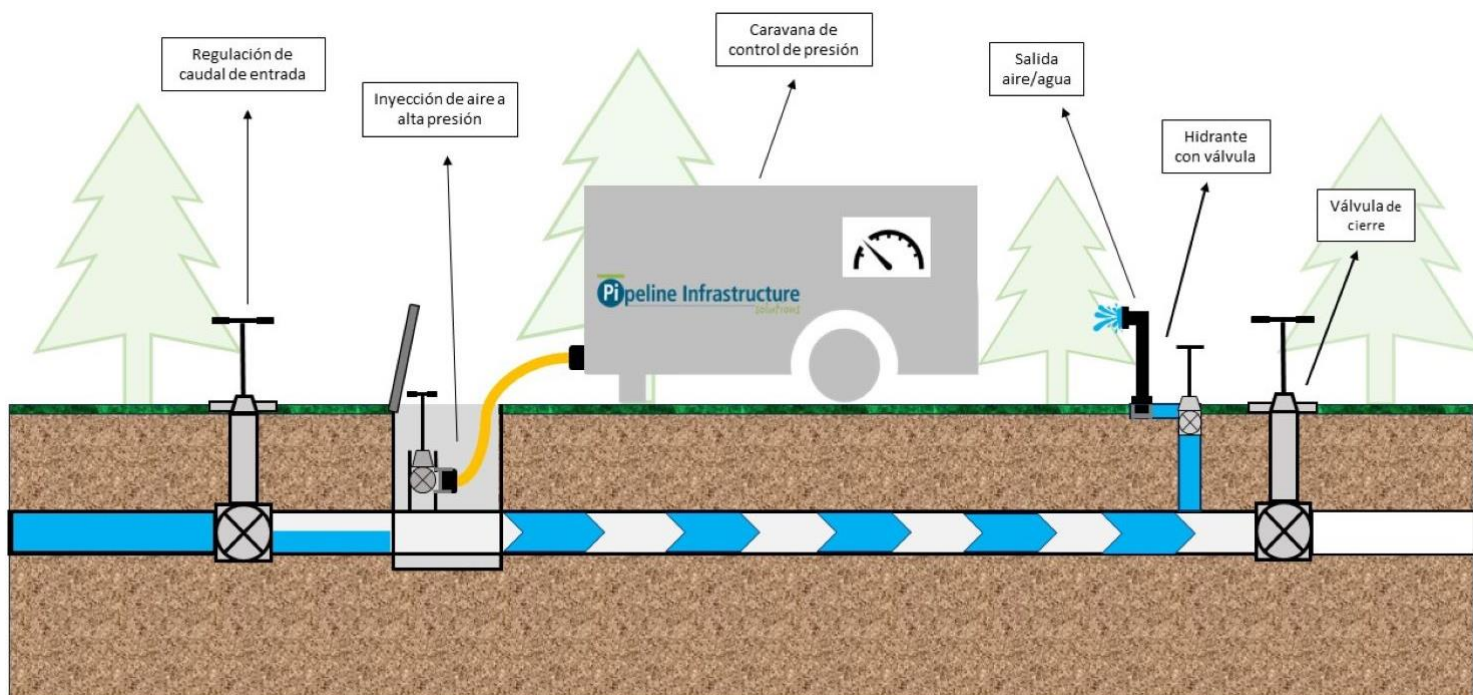 Regulación de
caudal de entrada
Inyección de aire a
alta presión
Caravana de
control de presión
Salida
aire/agua
Hidrante
con válvula
Válvula de
cierre
Pipeline Infrastructure
solutions